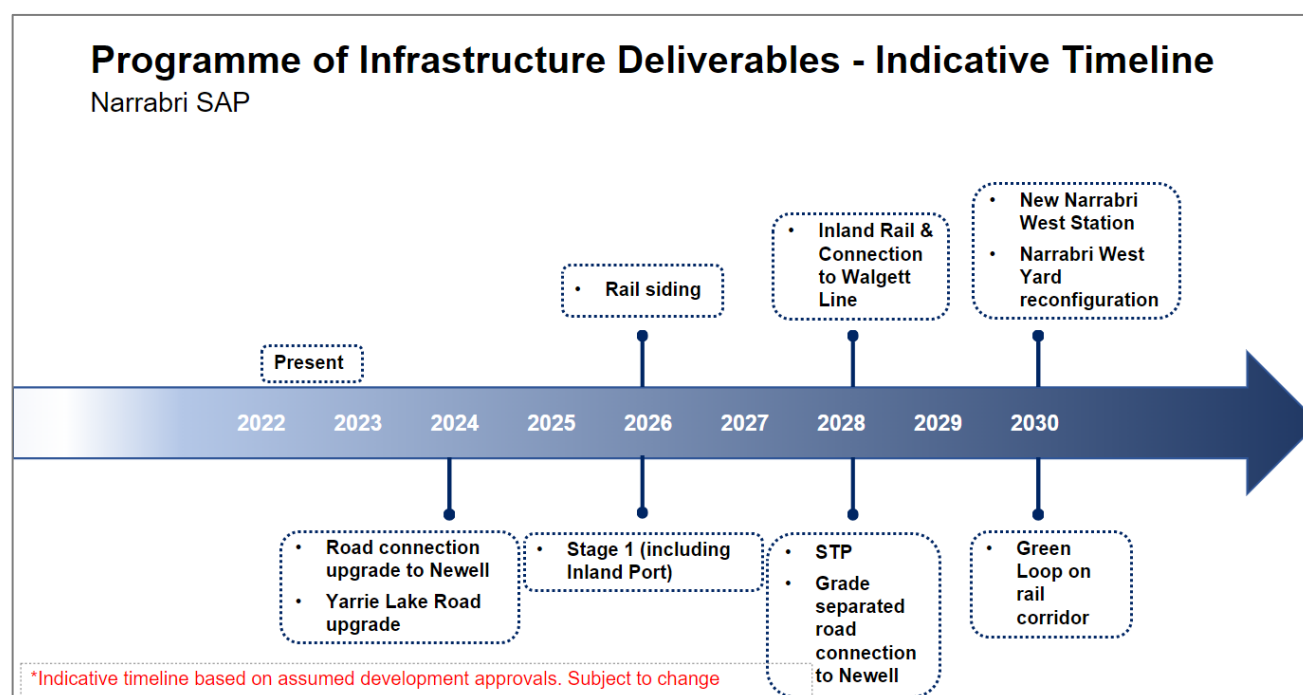 Programme of Infrastructure Deliverables - Indicative Timeline
Narrabri SAP
• New Narrabri
West Station
• Narrabri West
Yard
reconfiguration
• Inland Rail &
Connection
to Walgett
Line
• Rail siding
Present
2022 2023 2024 2025 2026 2027 2028 2029 2030
• Road connection
upgrade to Newell
• Yarrie Lake Road
upgrade
• Stage 1 (including
Inland Port)
• STP
• Grade
separated
road
connection
to Newell
• Green
Loop on
rail
corridor
*Indicative timeline based on assumed development approvals. Subject to change